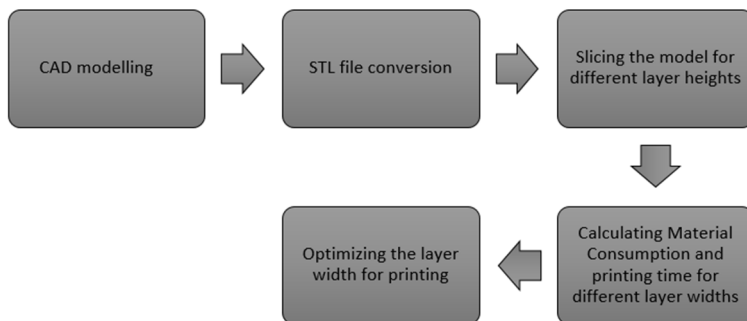 CAD modelling
STL file conversion
Slicing the model for
different layer heights
Calculating Material
Consumption and
printing time for
different layer widths
Optimizing the layer
width for printing